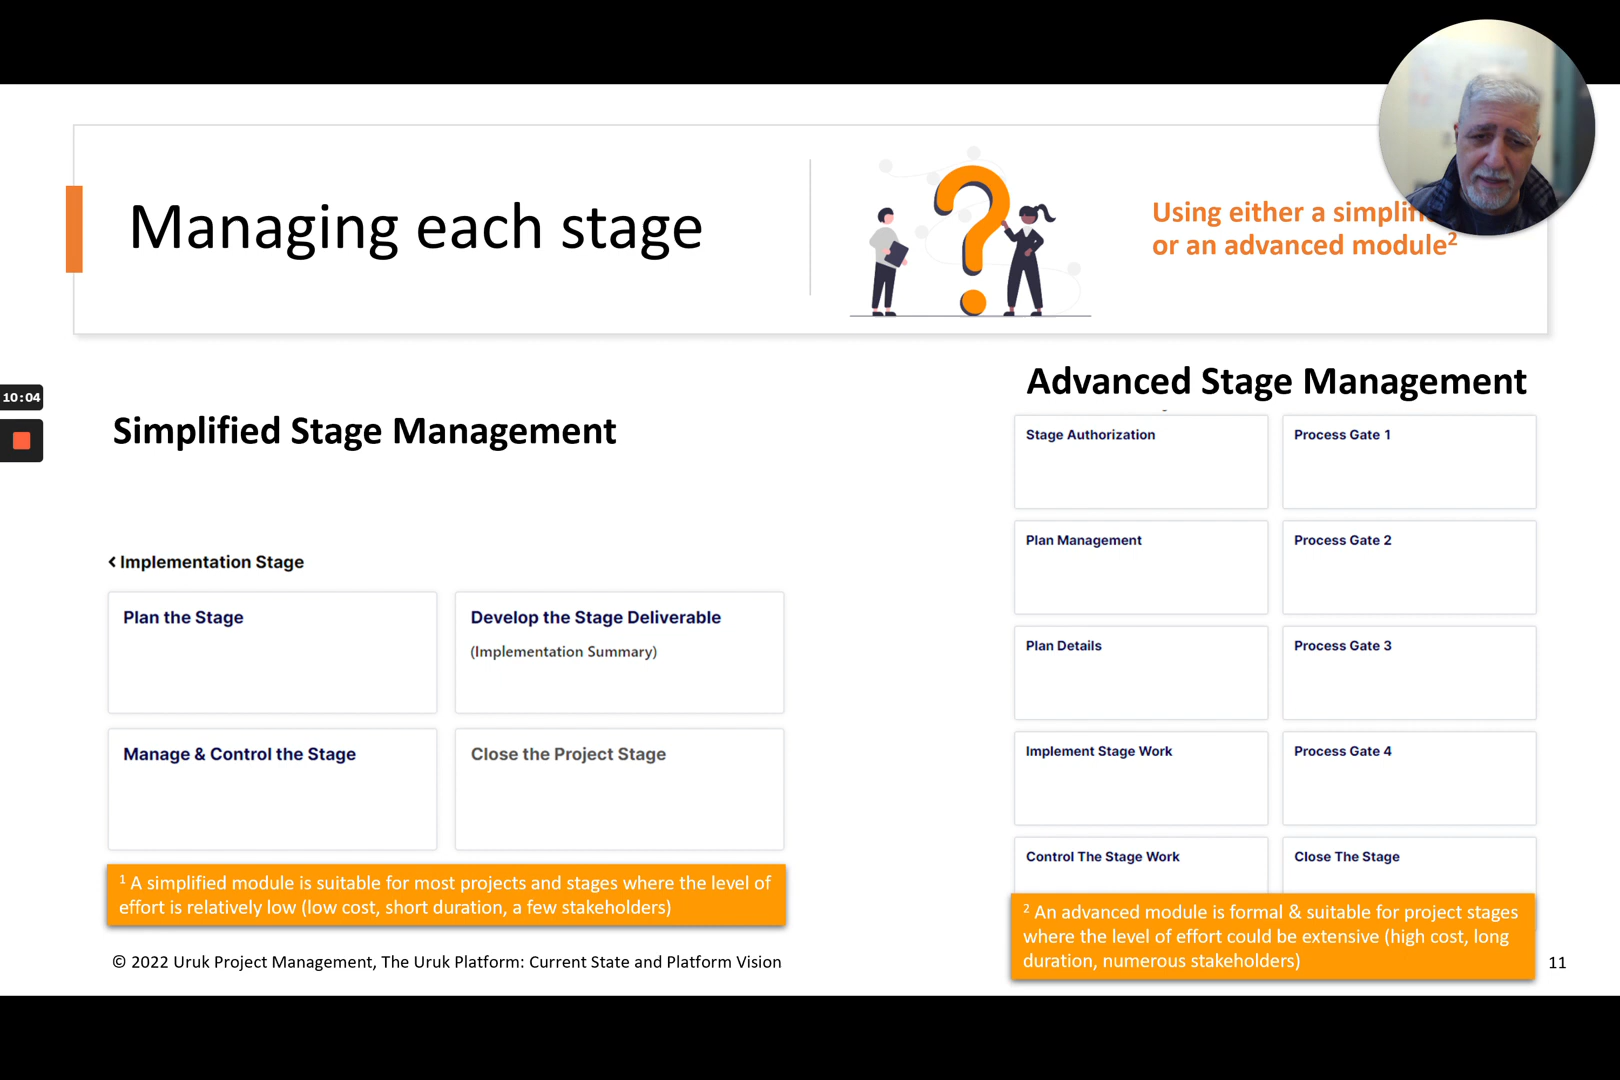 Managing each stage
Using either a simplifi
or an advanced module²
10:04
Simplified Stage Management
< Implementation Stage
Plan the Stage
Develop the Stage Deliverable
(Implementation Summary)
Manage & Control the Stage
Close the Project Stage
¹ A simplified module is suitable for most projects and stages where the level of
effort is relatively low (low cost, short duration, a few stakeholders)
Advanced Stage Management
Stage Authorization
Process Gate 1
Plan Management
Process Gate 2
Plan Details
Process Gate 3
Implement Stage Work
Process Gate 4
Control The Stage Work
Close The Stage
² An advanced module is formal & suitable for project stages
where the level of effort could be extensive (high cost, long
duration, numerous stakeholders)
© 2022 Uruk Project Management, The Uruk Platform: Current State and Platform Vision
11